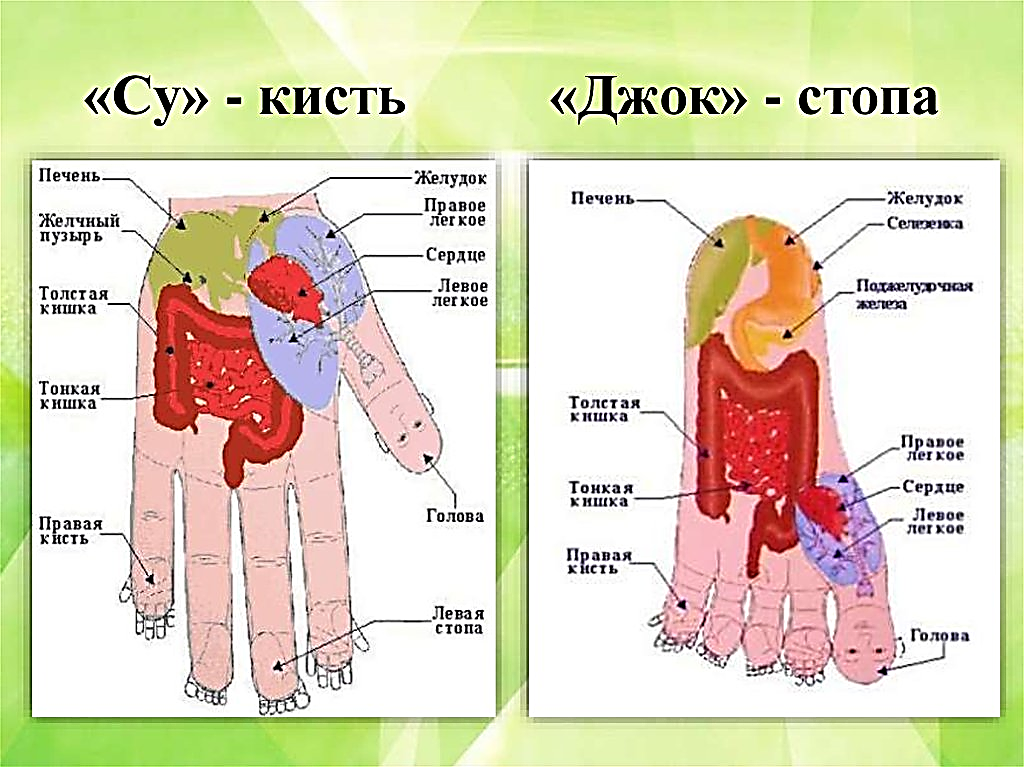 «Су» - кисть
«Джок» - стопа
Печень
Желчный
пузырь
Толстая
кишка
Тонкая
кишка
Правая
кисть
Желудок
Правое
легкое
Сердце
Левое
легкое
Голова
Левая
стопа
Печень
Толстая
кишка
Тонкая
кишка
Правая
кисть
Желудок
Селезенка
Поджелудочная
железа
Правое
легкое
Сердце
Левое
легкое
Голова